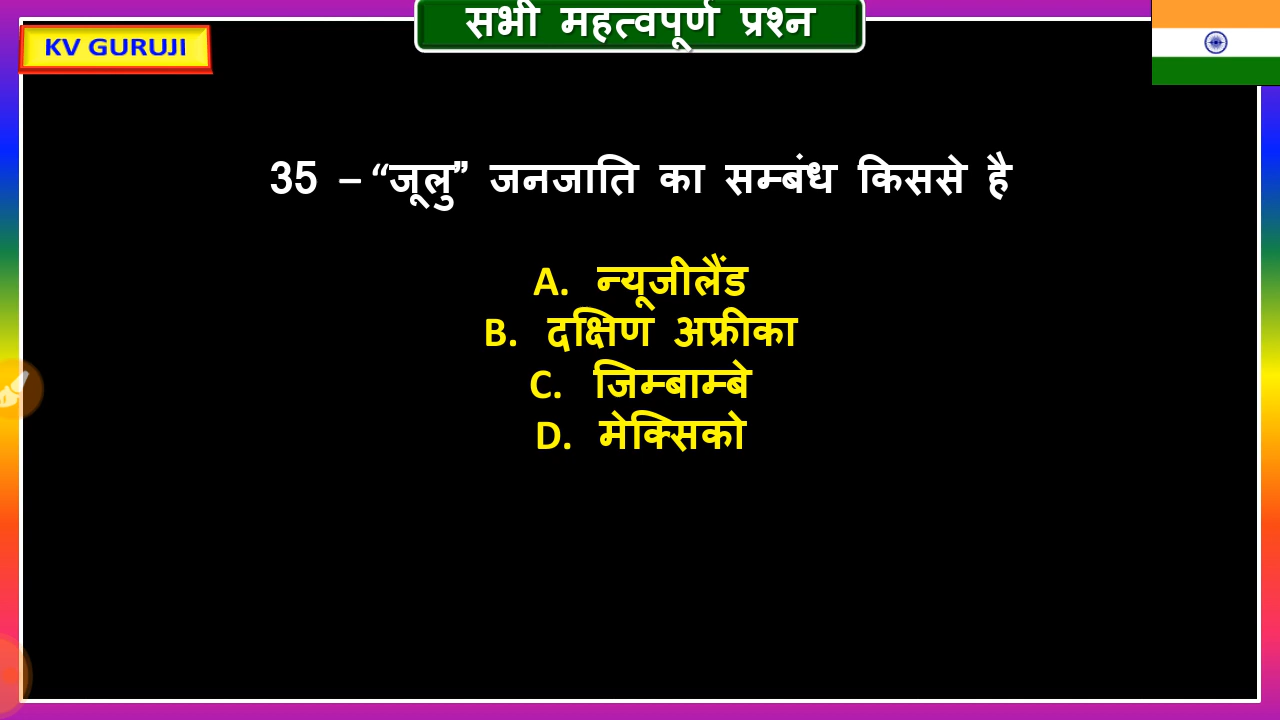 सभी महत्वपूर्ण प्रश्न
KV GURUJI
35 – “जूलु” जनजाति का सम्बंध किससे है
A. न्यूजीलैंड
B. दक्षिण अफ्रीका
C. जिम्बाम्बे
D. मेक्सिको